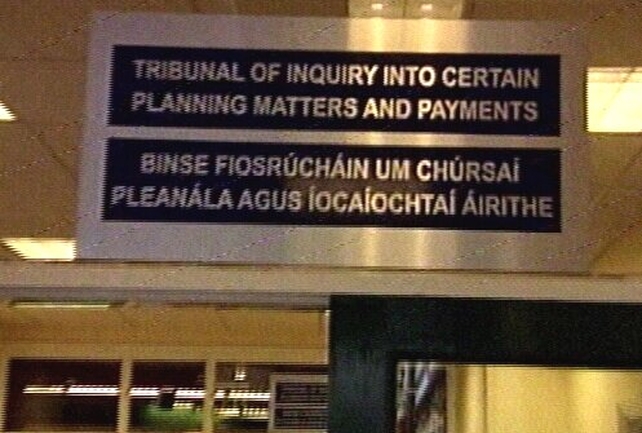 TRIBUNAL OF INQUIRY INTO CERTAIN
PLANNING MATTERS AND PAYMENTS
BINSE FIOSRÚCHÁIN UM CHÚRSAÍ
PLEANÁLA AGUS ÍOCAÍOCHTAÍ ÁIRITHE